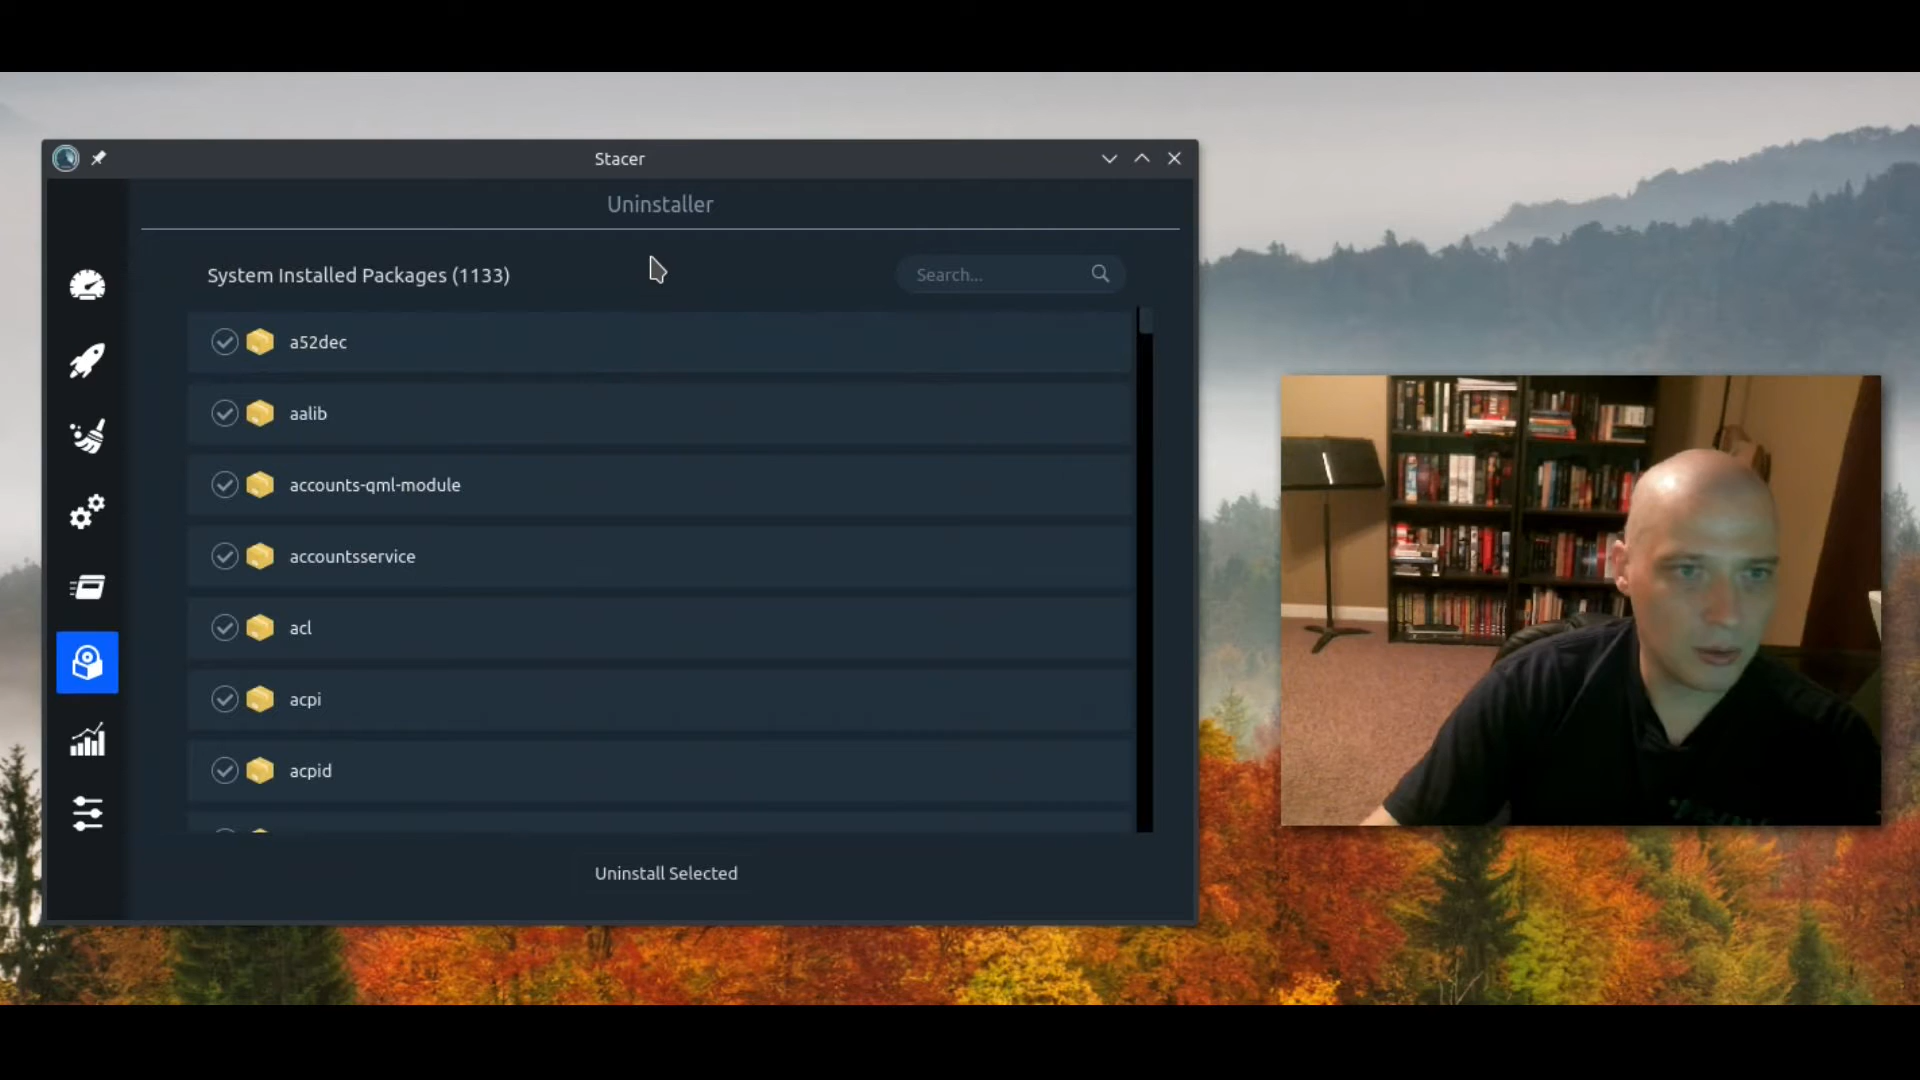 Stacer
Uninstaller
System Installed Packages (1133)
Search...
a52dec
aalib
accounts-qml-module
accountsservice
acl
acpi
acpid
Uninstall Selected